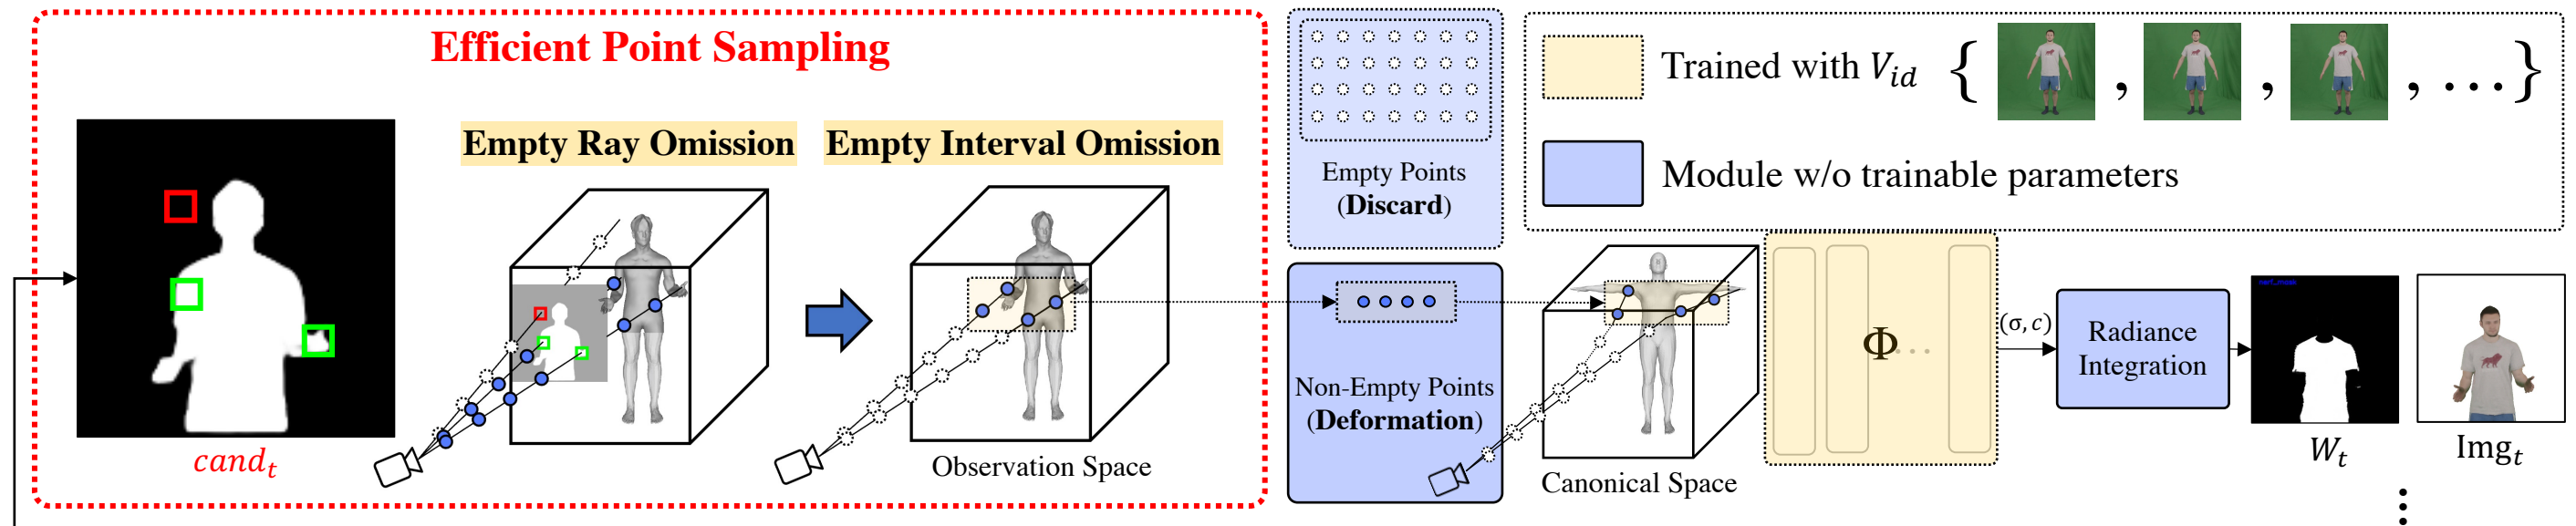 Efficient Point Sampling
Empty Ray Omission
Empty Interval Omission
cand_t
Observation Space
Empty Points
(Discard)
Non-Empty Points
(Deformation)
Trained with V_id { , , , …}
Module w/o trainable parameters
Canonical Space
Φ…
(σ, c)
Radiance
Integration
W_t
Img_t
⋮